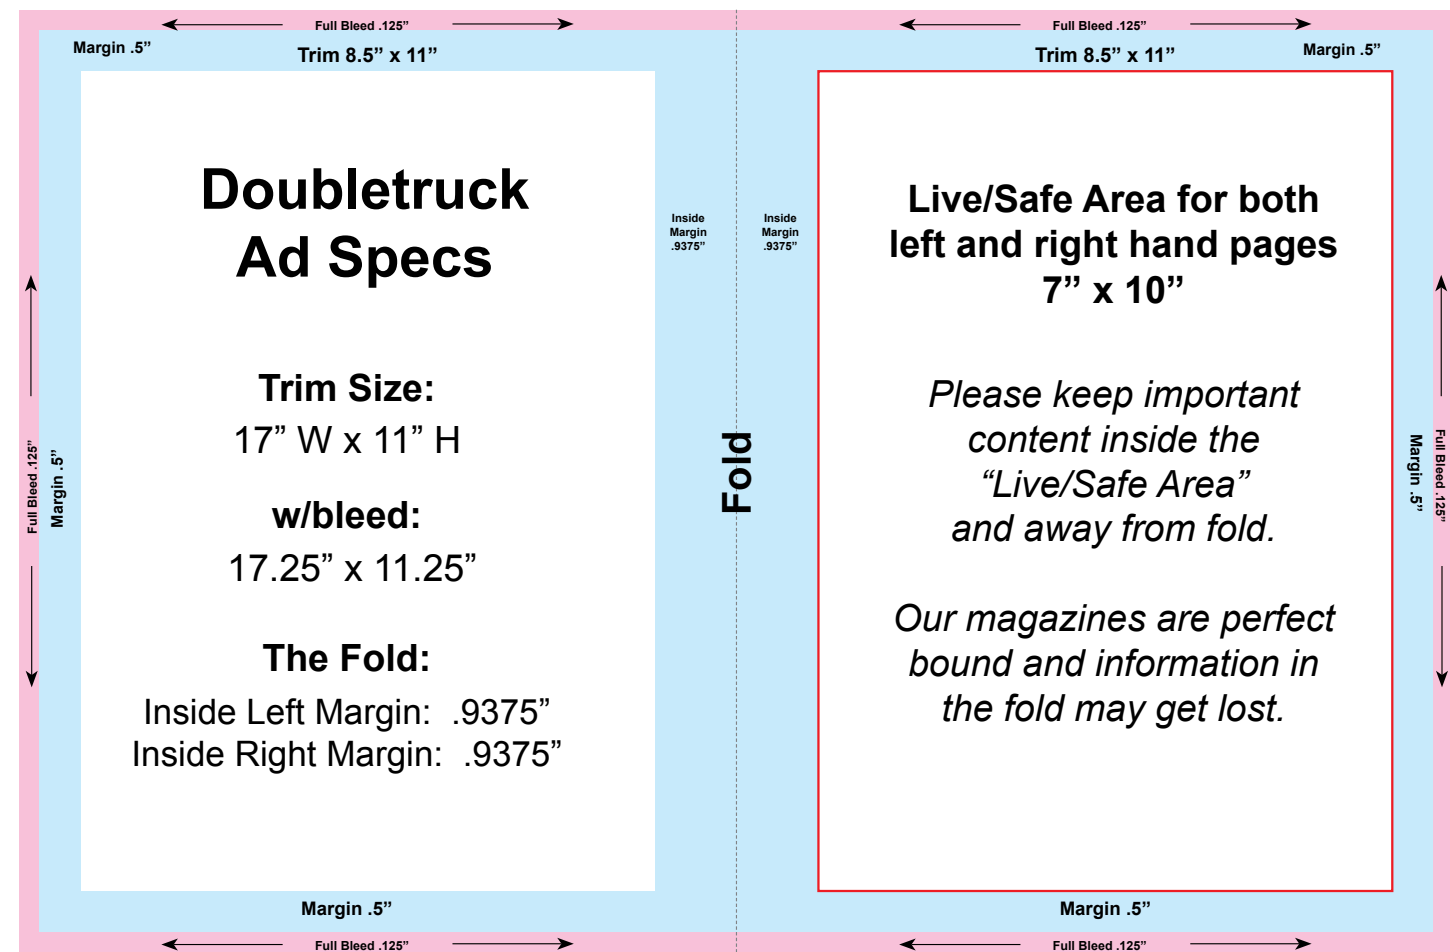 Full Bleed .125”
Full Bleed .125”
Margin .5”
Trim 8.5” x 11”
Trim 8.5” x 11”
Margin .5”
Doubletruck
Ad Specs
Trim Size:
17” W x 11” H
w/bleed:
17.25” x 11.25”
The Fold:
Inside Left Margin:  .9375”
Inside Right Margin:  .9375”
Full Bleed .125”
Margin .5”
Inside
Margin
.9375”
Inside
Margin
.9375”
Fold
Live/Safe Area for both
left and right hand pages
7” x 10”
Please keep important
content inside the
“Live/Safe Area”
and away from fold.
Our magazines are perfect
bound and information in
the fold may get lost.
Margin .5”
Full Bleed .125”
Margin .5”
Margin .5”
Full Bleed .125”
Full Bleed .125”